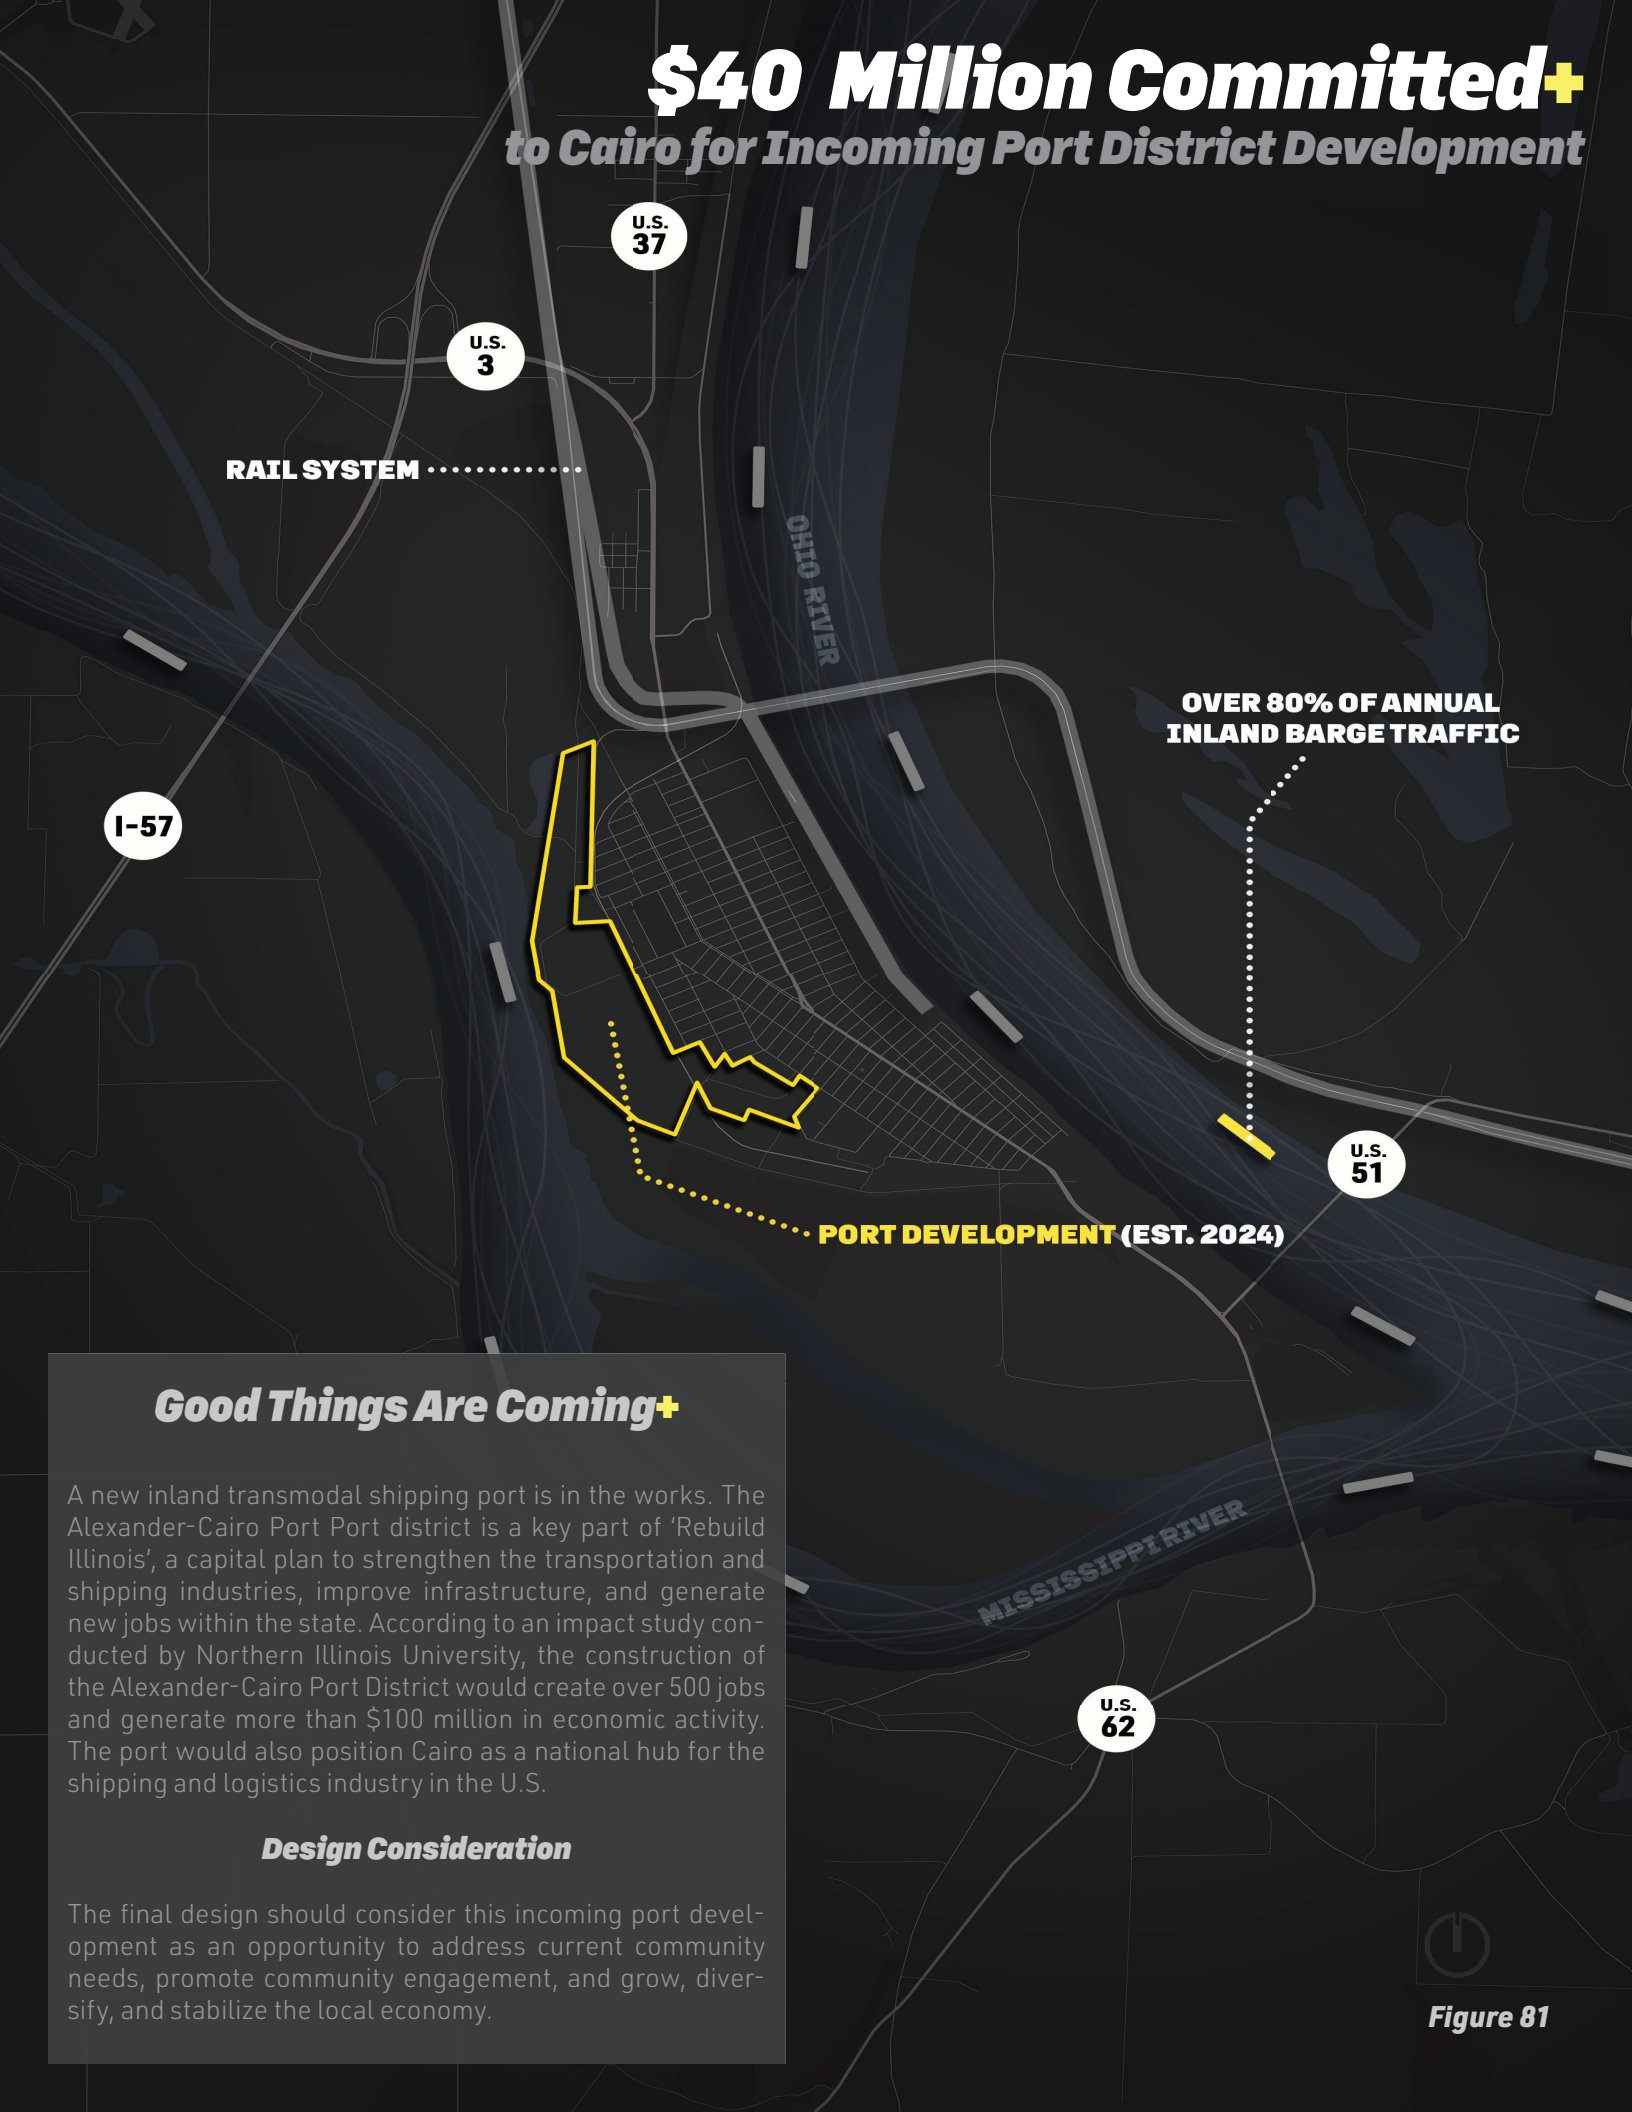 $40 Million Committed+
to Cairo for Incoming Port District Development
U.S.
37
U.S.
3
RAIL SYSTEM
OHIO RIVER
OVER 80% OF ANNUAL
INLAND BARGE TRAFFIC
I-57
U.S.
51
PORT DEVELOPMENT (EST. 2024)
Good Things Are Coming+
A new inland transmodal shipping port is in the works. The
Alexander-Cairo Port Port district is a key part of ‘Rebuild
Illinois’, a capital plan to strengthen the transportation and
shipping industries, improve infrastructure, and generate
new jobs within the state. According to an impact study con-
ducted by Northern Illinois University, the construction of
the Alexander-Cairo Port District would create over 500 jobs
and generate more than $100 million in economic activity.
The port would also position Cairo as a national hub for the
shipping and logistics industry in the U.S.
Design Consideration
The final design should consider this incoming port devel-
opment as an opportunity to address current community
needs, promote community engagement, and grow, diver-
sify, and stabilize the local economy.
MISSISSIPPI RIVER
U.S.
62
Figure 81